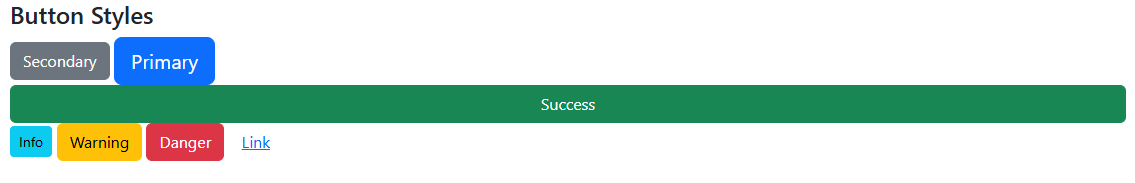 Button Styles
Secondary Primary
Success
Info Warning Danger Link